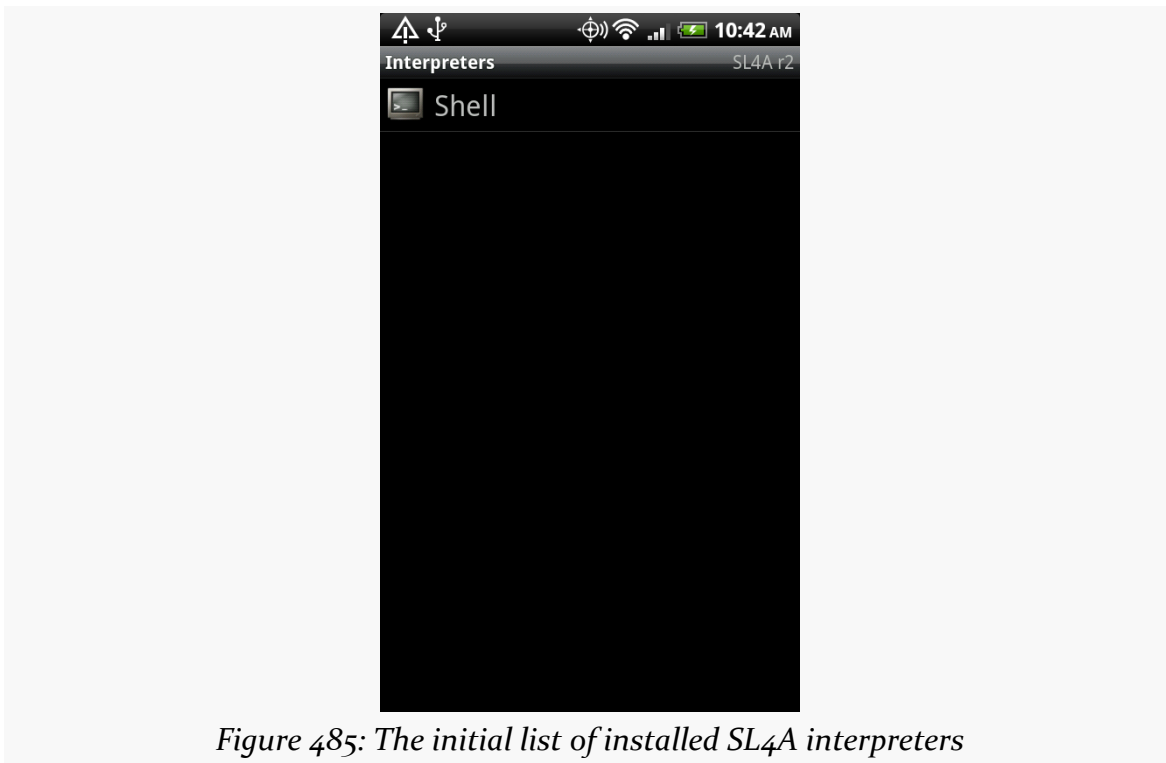 10:42 AM
Interpreters SL4A r2
>_
Shell
Figure 485: The initial list of installed SL4A interpreters